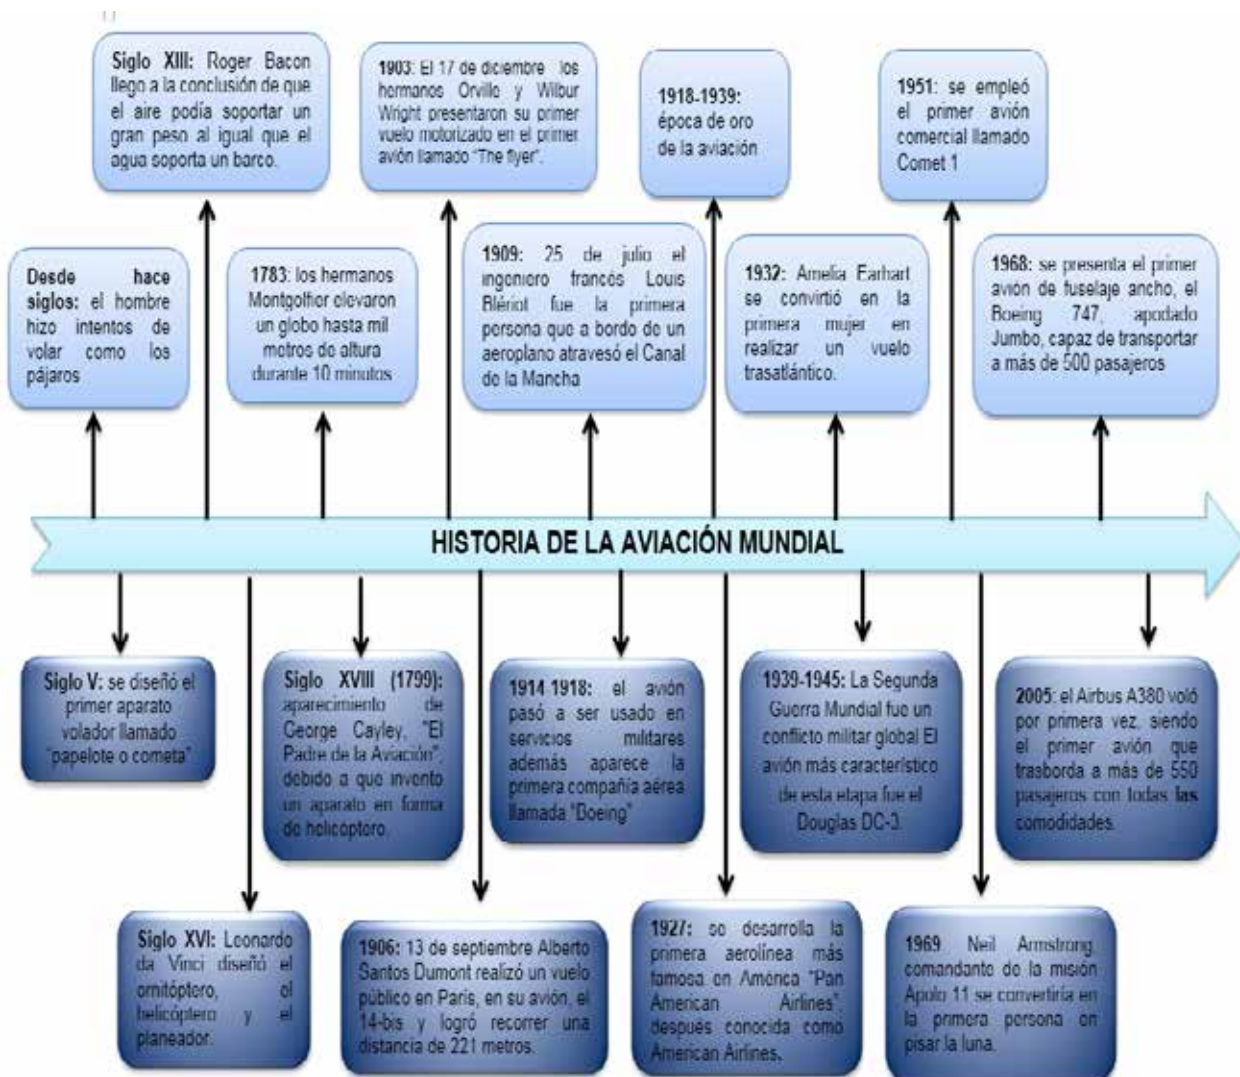 Siglo XIII: Roger Bacon
llego a la conclusión de que
el aire podía soportar un
gran peso al igual que el
agua soporta un barco.
1903: El 17 de diciembre los
hermanos Orville y Wilbur
Wright presentaron su primer
vuelo motorizado en el primer
avión llamado "The flyer".
1918-1939:
época de oro
de la aviación
1951: se empleó
el primer avión
comercial llamado
Comet 1
Desde hace
siglos: el hombre
hizo intentos de
volar como los
pájaros
1783: los hermanos
Montgolfier elevaron
un globo hasta mil
metros de altura
durante 10 minutos
1909: 25 de julio el
ingeniero francés Louis
Blériot fue la primera
persona que a bordo de un
aeroplano atravesó el Canal
de la Mancha
1932: Amelia Earhart
se convirtió en la
primera mujer en
realizar un vuelo
trasatlántico.
1968: se presenta el primer
avión de fuselaje ancho, el
Boeing 747, apodado
Jumbo, capaz de transportar
a más de 500 pasajeros
HISTORIA DE LA AVIACIÓN MUNDIAL
Siglo V: se diseñó el
primer aparato
volador llamado
"papelote o cometa"
Siglo XVIII (1799):
aparecimiento de
George Cayley, "El
Padre de la Aviación"
debido a que invento
un aparato en forma
de helicóptero.
1914-1918: el avión
pasó a ser usado en
servicios militares
además aparece la
primera compañía aérea
llamada "Boeing"
1939-1945: La Segunda
Guerra Mundial fue un
conflicto militar global El
avión más característico
de esta etapa fue el
Douglas DC-3.
2005: el Airbus A380 voló
por primera vez, siendo
el primer avión que
trasborda a más de 550
pasajeros con todas las
comodidades.
Siglo XVI: Leonardo
da Vinci diseñó el
ornitóptero, el
helicóptero y el
planeador.
1906: 13 de septiembre Alberto
Santos Dumont realizó un vuelo
público en París, en su avión, el
14-bis y logró recorrer una
distancia de 221 metros.
1927: se desarrolla la
primera aerolínea más
famosa en América "Pan
American Airlines",
después conocida como
American Airlines.
1969 Neil Armstrong,
comandante de la misión
Apolo 11 se convertiría en
la primera persona en
pisar la luna.